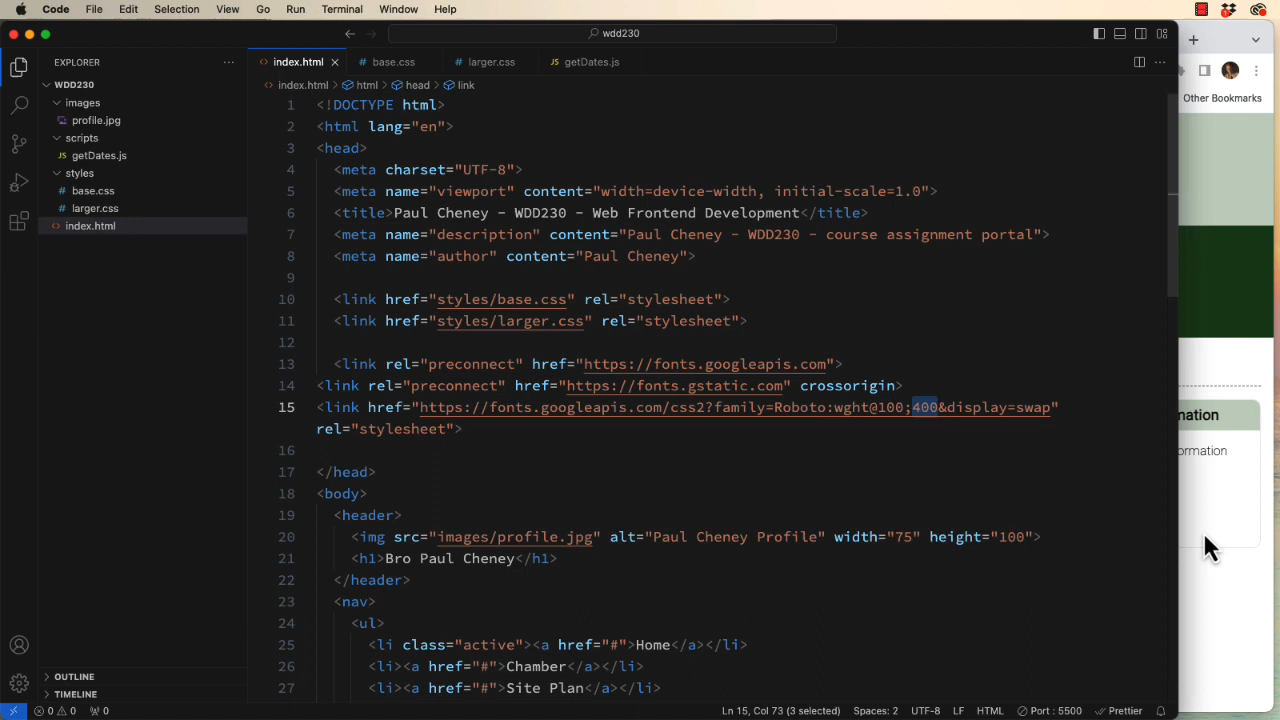 Code File Edit Selection View Go Run Terminal Window Help
wdd230
EXPLORER
index.html
base.css
larger.css
getDates.js
WDD230
images
profile.jpg
scripts
getDates.js
styles
base.css
larger.css
index.html
index.html html head link
1 <!DOCTYPE html>
2 <html lang="en">
3 <head>
4 <meta charset="UTF-8">
5 <meta name="viewport" content="width=device-width, initial-scale=1.0">
6 <title>Paul Cheney - WDD230 - Web Frontend Development</title>
7 <meta name="description" content="Paul Cheney - WDD230 - course assignment portal">
8 <meta name="author" content="Paul Cheney">
9
10 <link href="styles/base.css" rel="stylesheet">
11 <link href="styles/larger.css" rel="stylesheet">
12
13 <link rel="preconnect" href="https://fonts.googleapis.com">
14 <link rel="preconnect" href="https://fonts.gstatic.com" crossorigin>
15 <link href="https://fonts.googleapis.com/css2?family=Roboto:wght@100;400&display=swap"
rel="stylesheet">
16
17 </head>
18 <body>
19 <header>
20 <img src="images/profile.jpg" alt="Paul Cheney Profile" width="75" height="100">
21 <h1>Bro Paul Cheney</h1>
22 </header>
23 <nav>
24 <ul>
25 <li class="active"><a href="#">Home</a></li>
26 <li><a href="#">Chamber</a></li>
27 <li><a href="#">Site Plan</a></li>
Other Bookmarks
mation
ormation
OUTLINE
TIMELINE
0 0 0
Ln 15, Col 73 (3 selected) Spaces: 2 UTF-8 LF HTML Port : 5500 Prettier